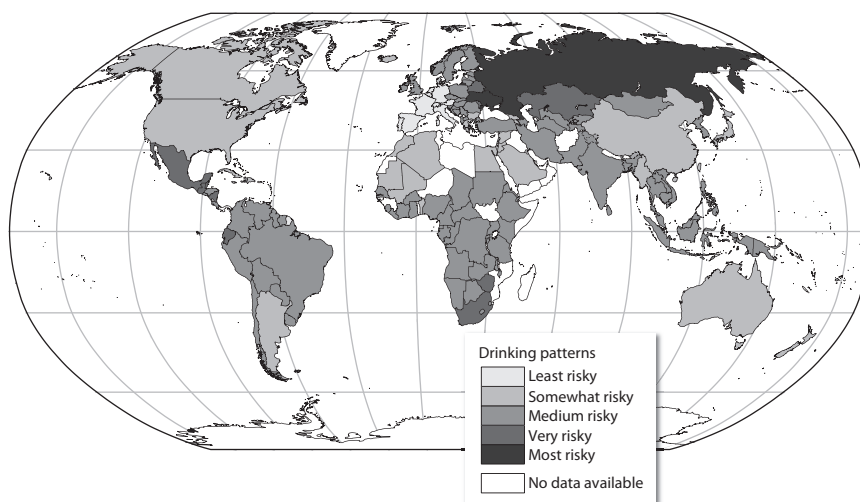 Drinking patterns
Least risky
Somewhat risky
Medium risky
Very risky
Most risky
No data available